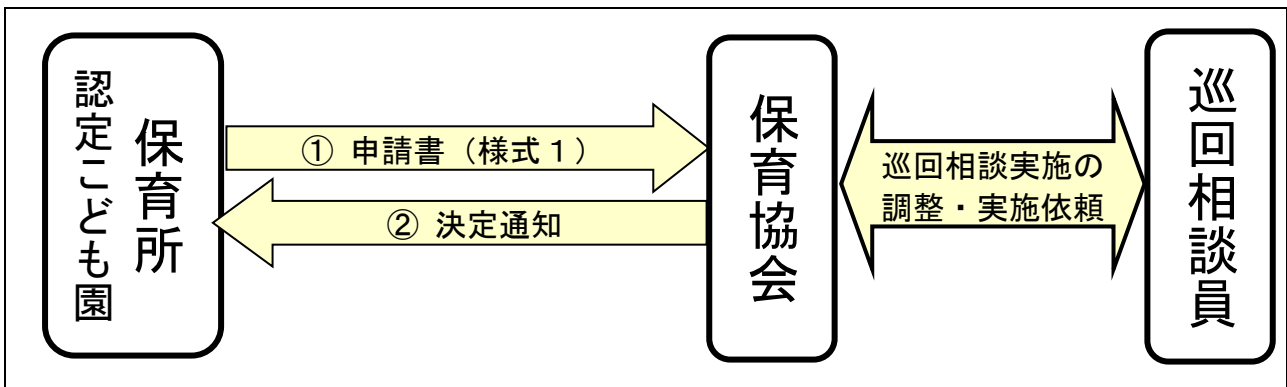 保育所
認定こども園
① 申請書（様式１）
② 決定通知
保育協会
巡回相談実施の
調整・実施依頼
巡回相談員